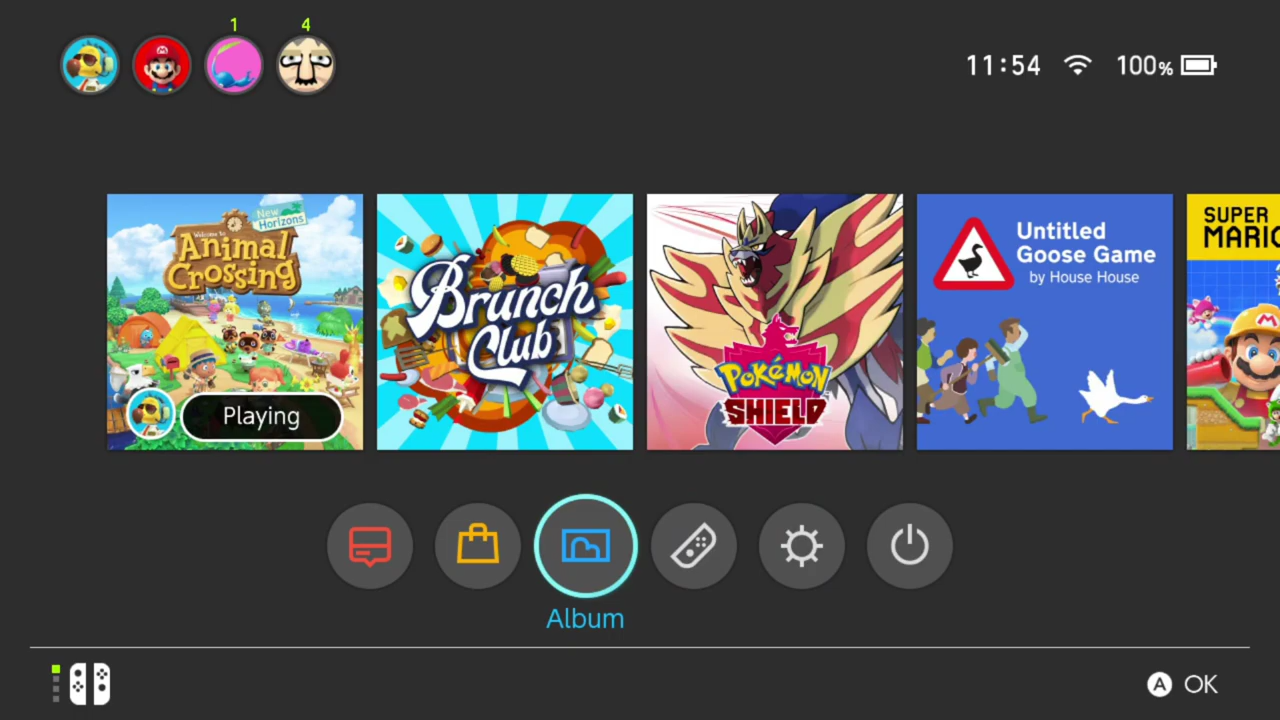 1
4
11:54
100%
Welcome to
New
Horizons
Animal
Crossing
Playing
Brunch
Club
POKéMON
SHIELD
Untitled
Goose Game
by House House
SUPER
MARIO
Album
A OK